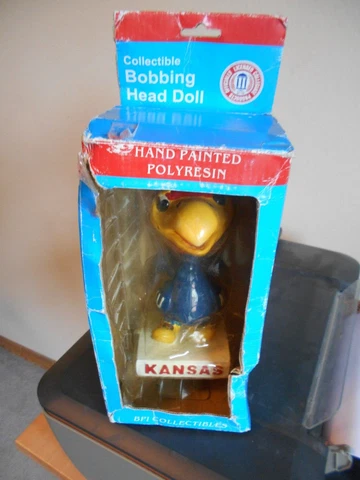 Collectible
Bobbing
Head Doll
HAND PAINTED
POLYRESIN
KANSAS
BPI COLLECTIBLES